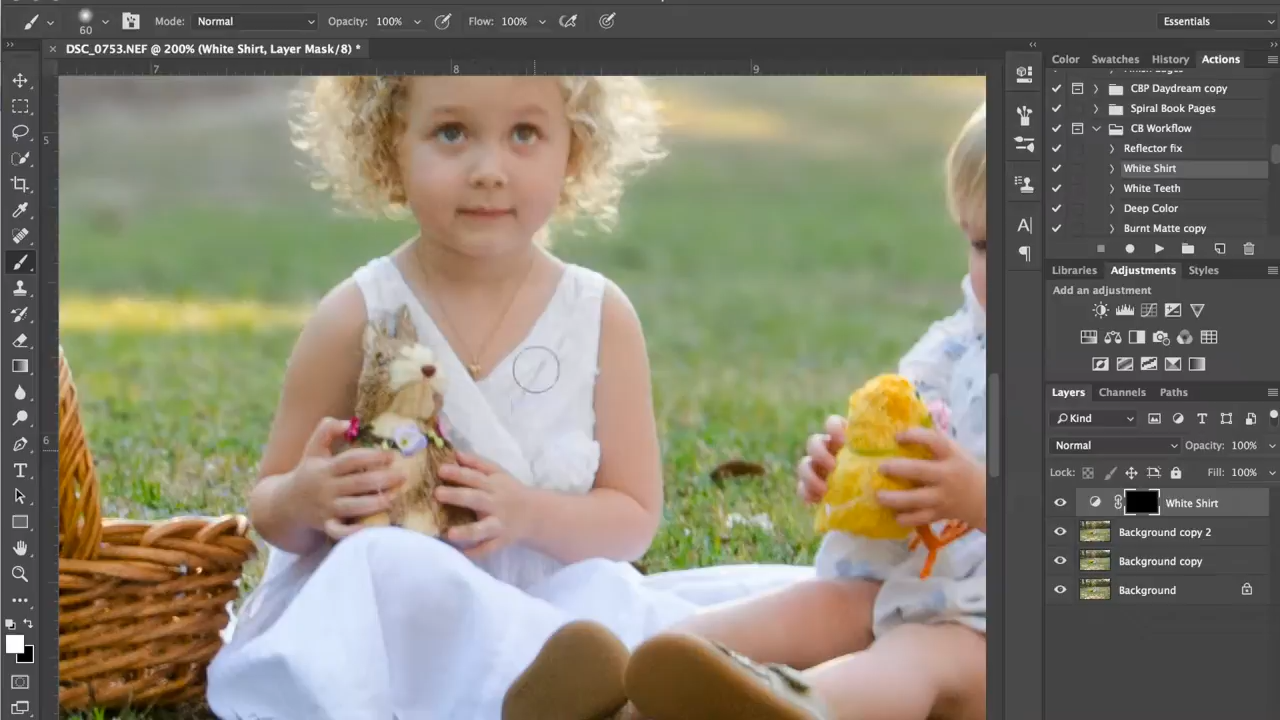 60
Mode: Normal
Opacity: 100%
Flow: 100%
Essentials
DSC_0753.NEF @ 200% (White Shirt, Layer Mask/8) *
7 8 9
5
6
Color Swatches History Actions
CBP Daydream copy
Spiral Book Pages
CB Workflow
Reflector fix
White Shirt
White Teeth
Deep Color
Burnt Matte copy
Libraries Adjustments Styles
Add an adjustment
Layers Channels Paths
Kind
Normal Opacity: 100%
Lock: Fill: 100%
White Shirt
Background copy 2
Background copy
Background